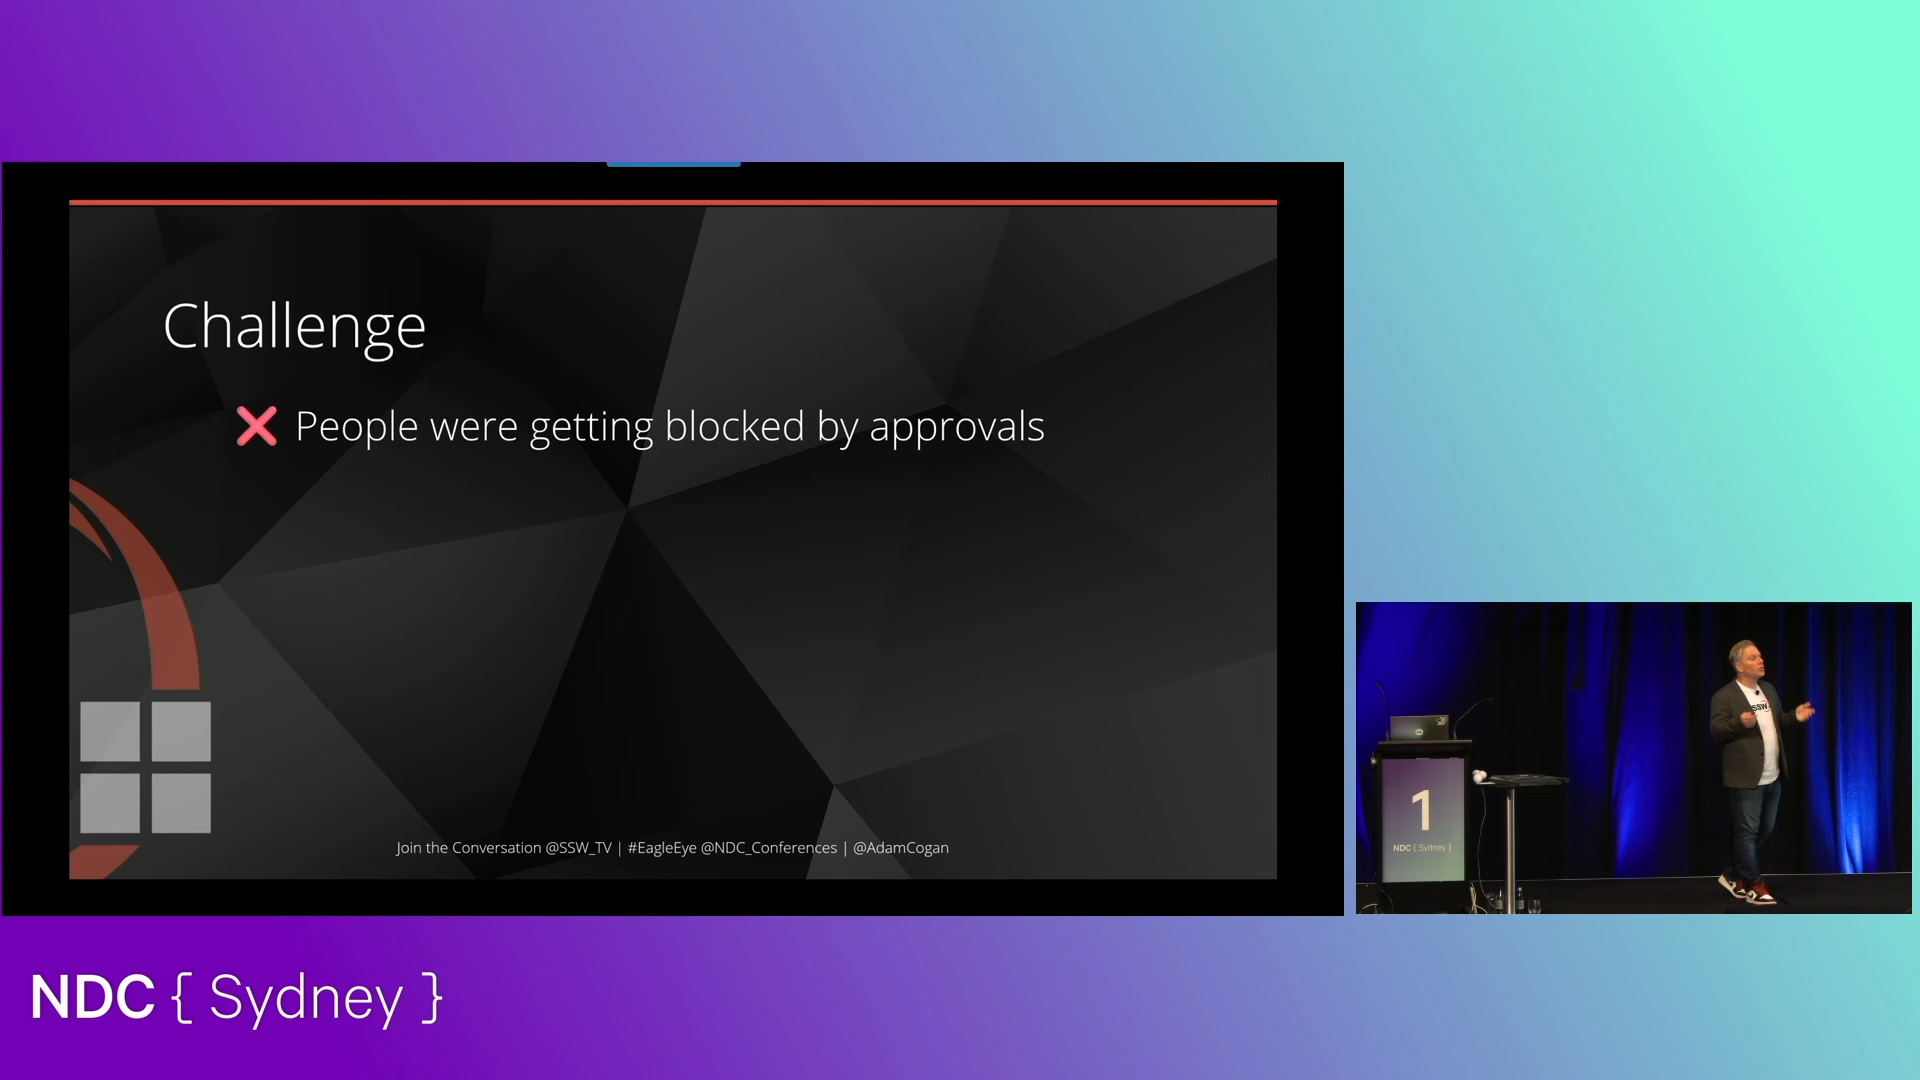 Challenge
❌ People were getting blocked by approvals
Join the Conversation @SSW_TV | #EagleEye @NDC_Conferences | @AdamCogan
SSW
1
NDC { Sydney }
NDC { Sydney }